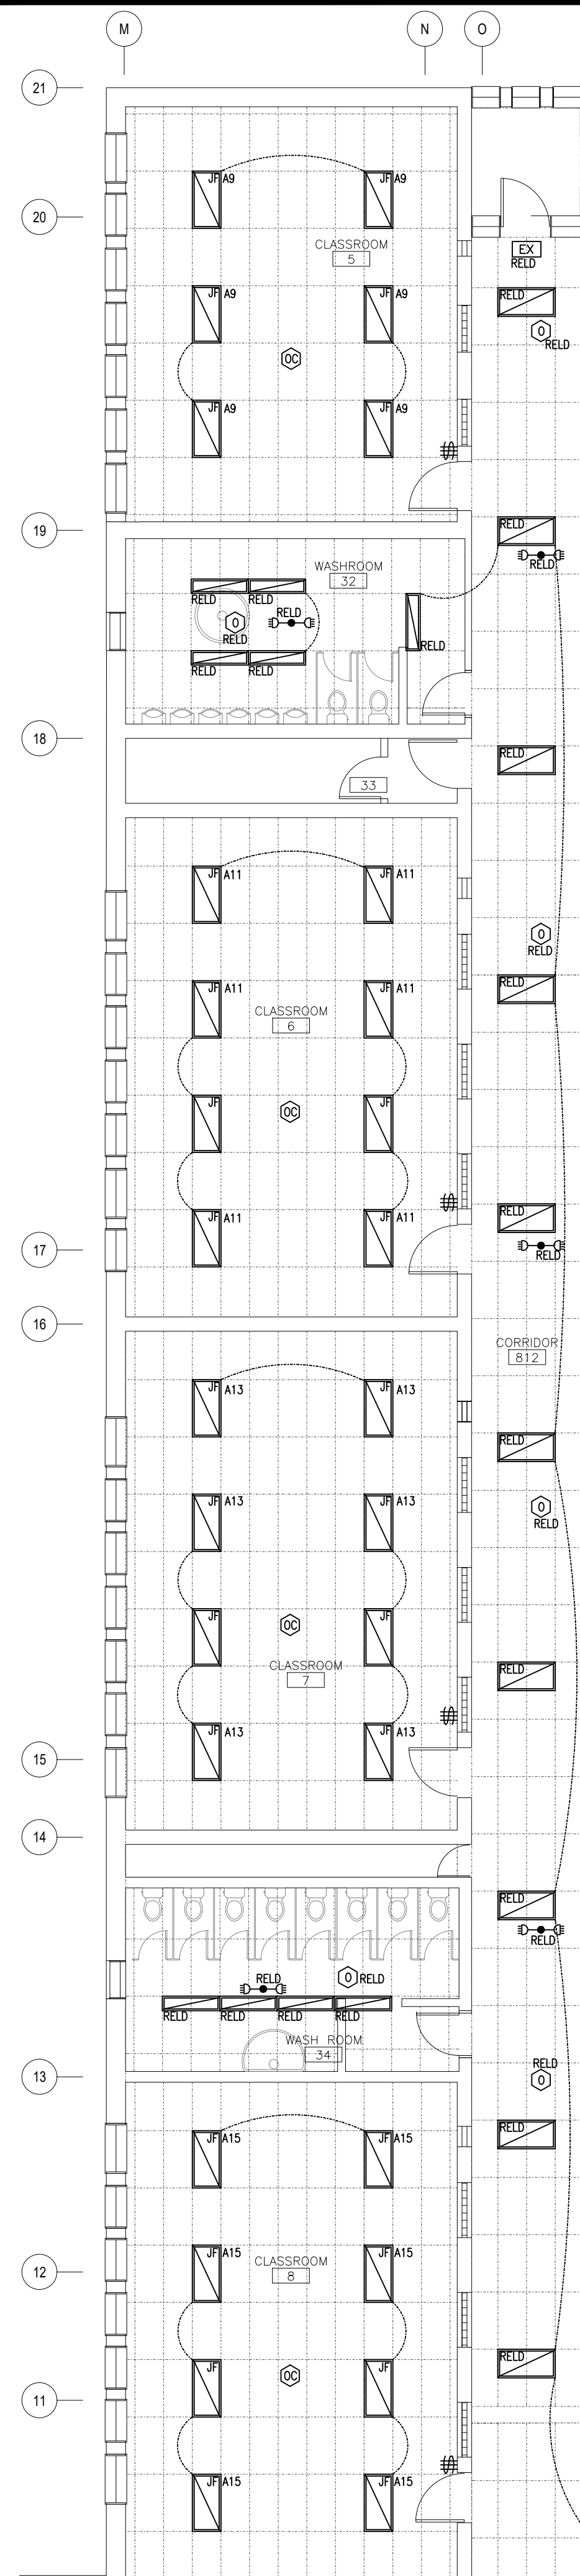 M N O
21
JF A9 JF A9
20
CLASSROOM
5
EX
RELD
RELD
JF A9 JF A9
O
RELD
OC
JF A9 JF A9
19
RELD
RELD
WASHROOM
32
RELD RELD
RELD
O
RELD
RELD
RELD RELD
18
33
RELD
JF A11 JF A11
O
RELD
JF A11 JF A11
RELD
CLASSROOM
6
JF JF
OC
JF A11 JF A11
RELD
RELD
17
16
CORRIDOR
812
JF A13 JF A13
RELD
JF A13 JF A13
O
RELD
JF JF
OC
CLASSROOM
7
RELD
JF A13 JF A13
15
14
RELD
RELD
RELD
O RELD
RELD RELD RELD RELD
WASH ROOM
34
RELD
O
13
JF A15 JF A15
RELD
JF A15 JF A15
CLASSROOM
8
12
RELD
JF JF
OC
11
JF A15 JF A15